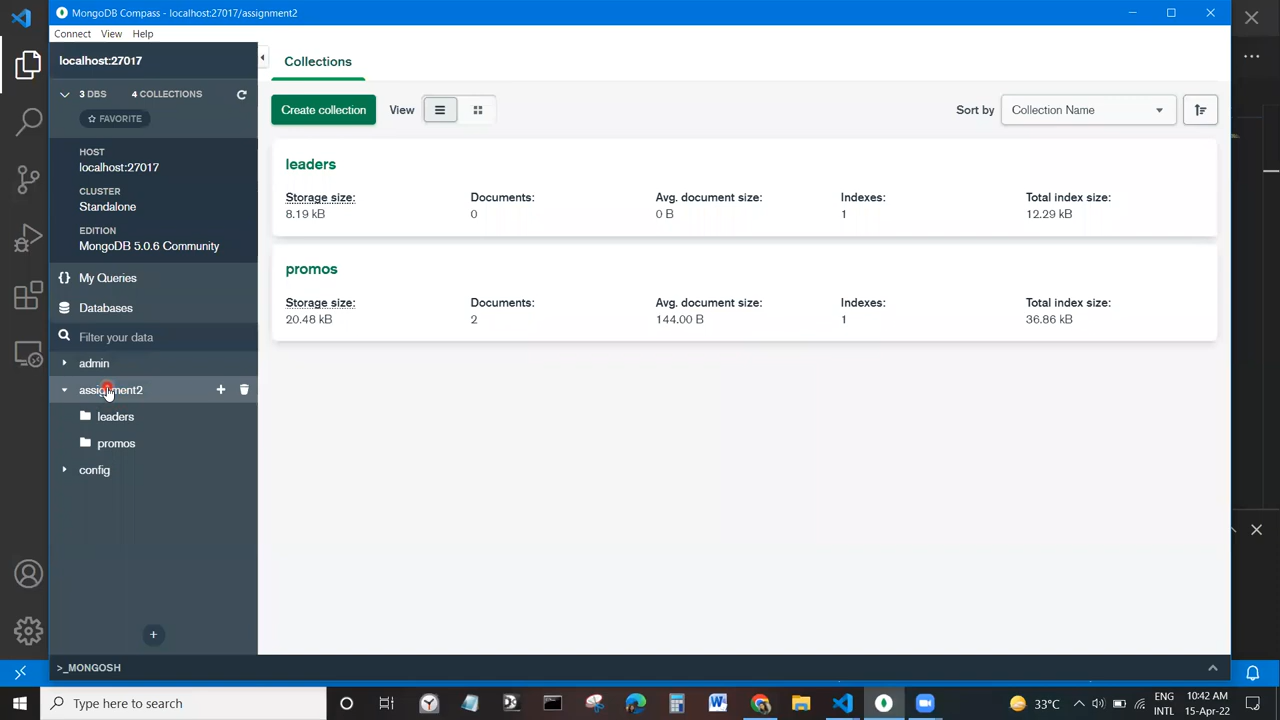 MongoDB Compass - localhost:27017/assignment2
Connect View Help
localhost:27017
3 DBS 4 COLLECTIONS
FAVORITE
HOST
localhost:27017
CLUSTER
Standalone
EDITION
MongoDB 5.0.6 Community
{} My Queries
Databases
Filter your data
admin
assignment2
leaders
promos
config
+
>_MONGOSH
Collections
Create collection View Sort by Collection Name
leaders
Storage size: Documents: Avg. document size: Indexes: Total index size:
8.19 kB 0 0 B 1 12.29 kB
promos
Storage size: Documents: Avg. document size: Indexes: Total index size:
20.48 kB 2 144.00 B 1 36.86 kB
Type here to search
33°C
ENG
INTL
10:42 AM
15-Apr-22